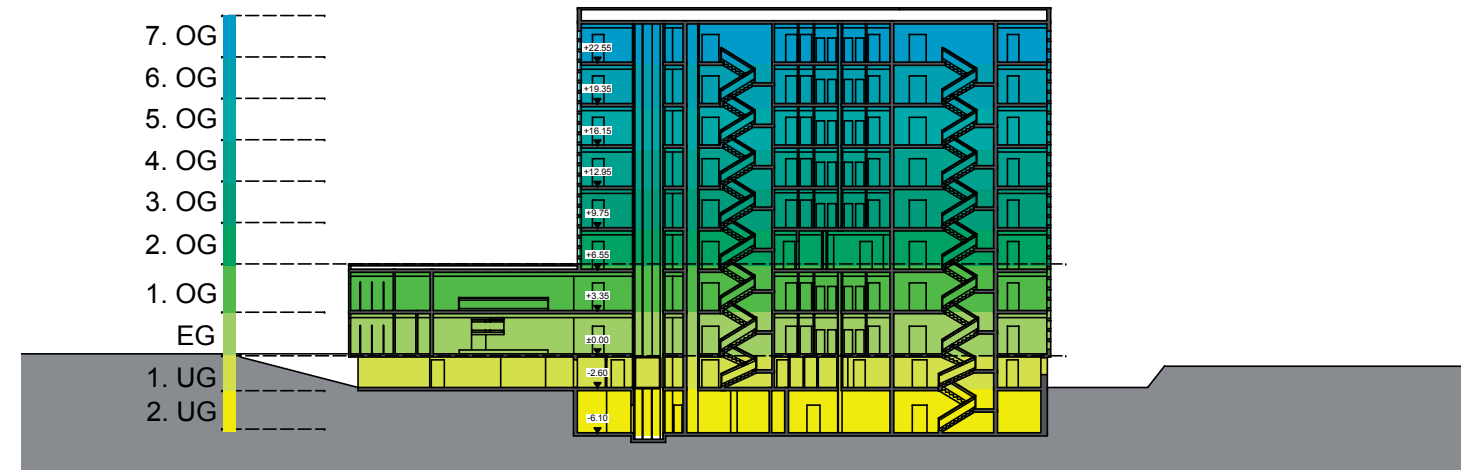 7. OG
+22.55
6. OG
+19.35
5. OG
+16.15
4. OG
+12.95
3. OG
+9.75
2. OG
+6.55
1. OG
+3.35
EG
±0.00
1. UG
-2.60
2. UG
-6.10